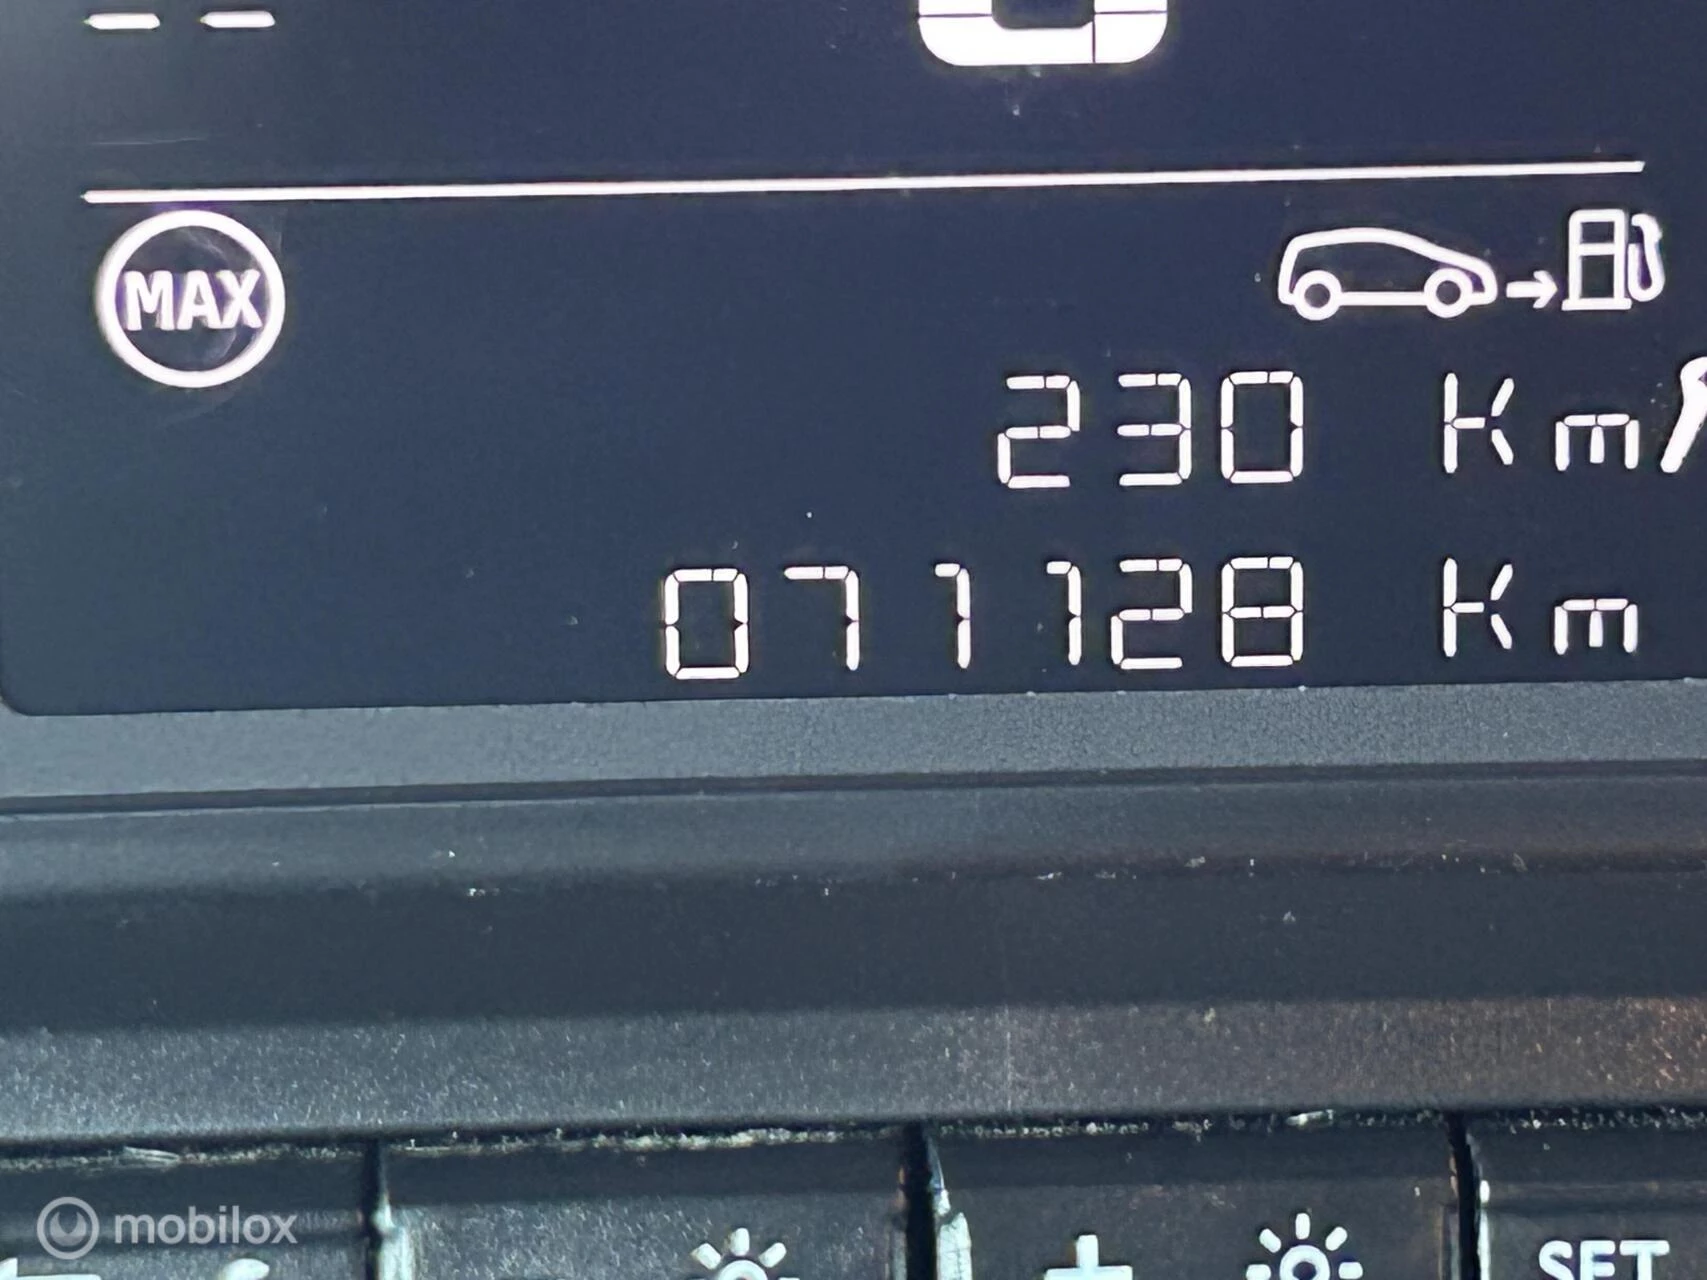 --
MAX
230 Km
071128 Km
SET
mobilox